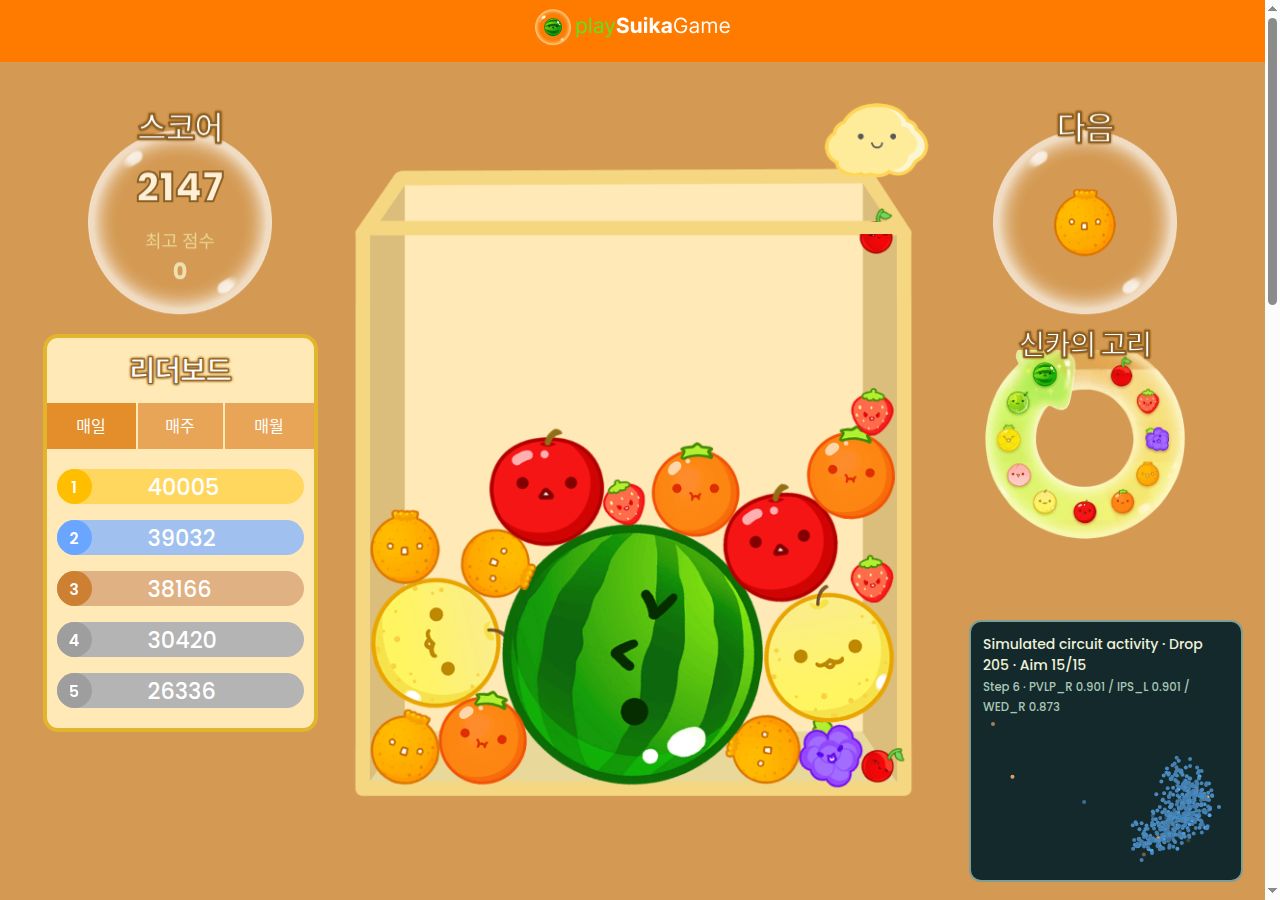 playSuikaGame
스코어
2147
최고 점수
0
다음
리더보드
매일 매주 매월
1 40005
2 39032
3 38166
4 30420
5 26336
신카의 고리
Simulated circuit activity · Drop
205 · Aim 15/15
Step 6 · PVLP_R 0.901 / IPS_L 0.901 /
WED_R 0.873